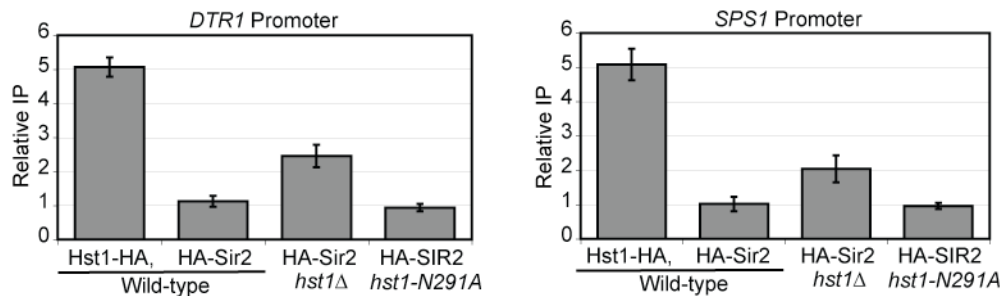 DTR1 Promoter
Relative IP
6
5
4
3
2
1
0
Hst1-HA, HA-Sir2 HA-Sir2 HA-SIR2
Wild-type hst1Δ hst1-N291A
SPS1 Promoter
Relative IP
6
5
4
3
2
1
0
Hst1-HA, HA-Sir2 HA-Sir2 HA-SIR2
Wild-type hst1Δ hst1-N291A